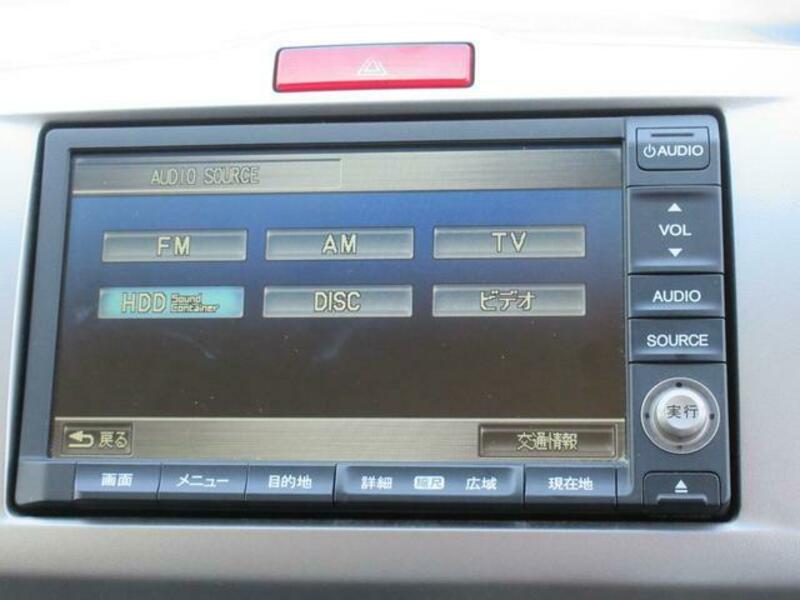 AUDIO SOURCE
AUDIO
FM AM TV
VOL
HDD Sound Container DISC ビデオ
AUDIO
SOURCE
戻る 交通情報
実行
画面 メニュー 目的地 詳細 縮尺 広域 現在地